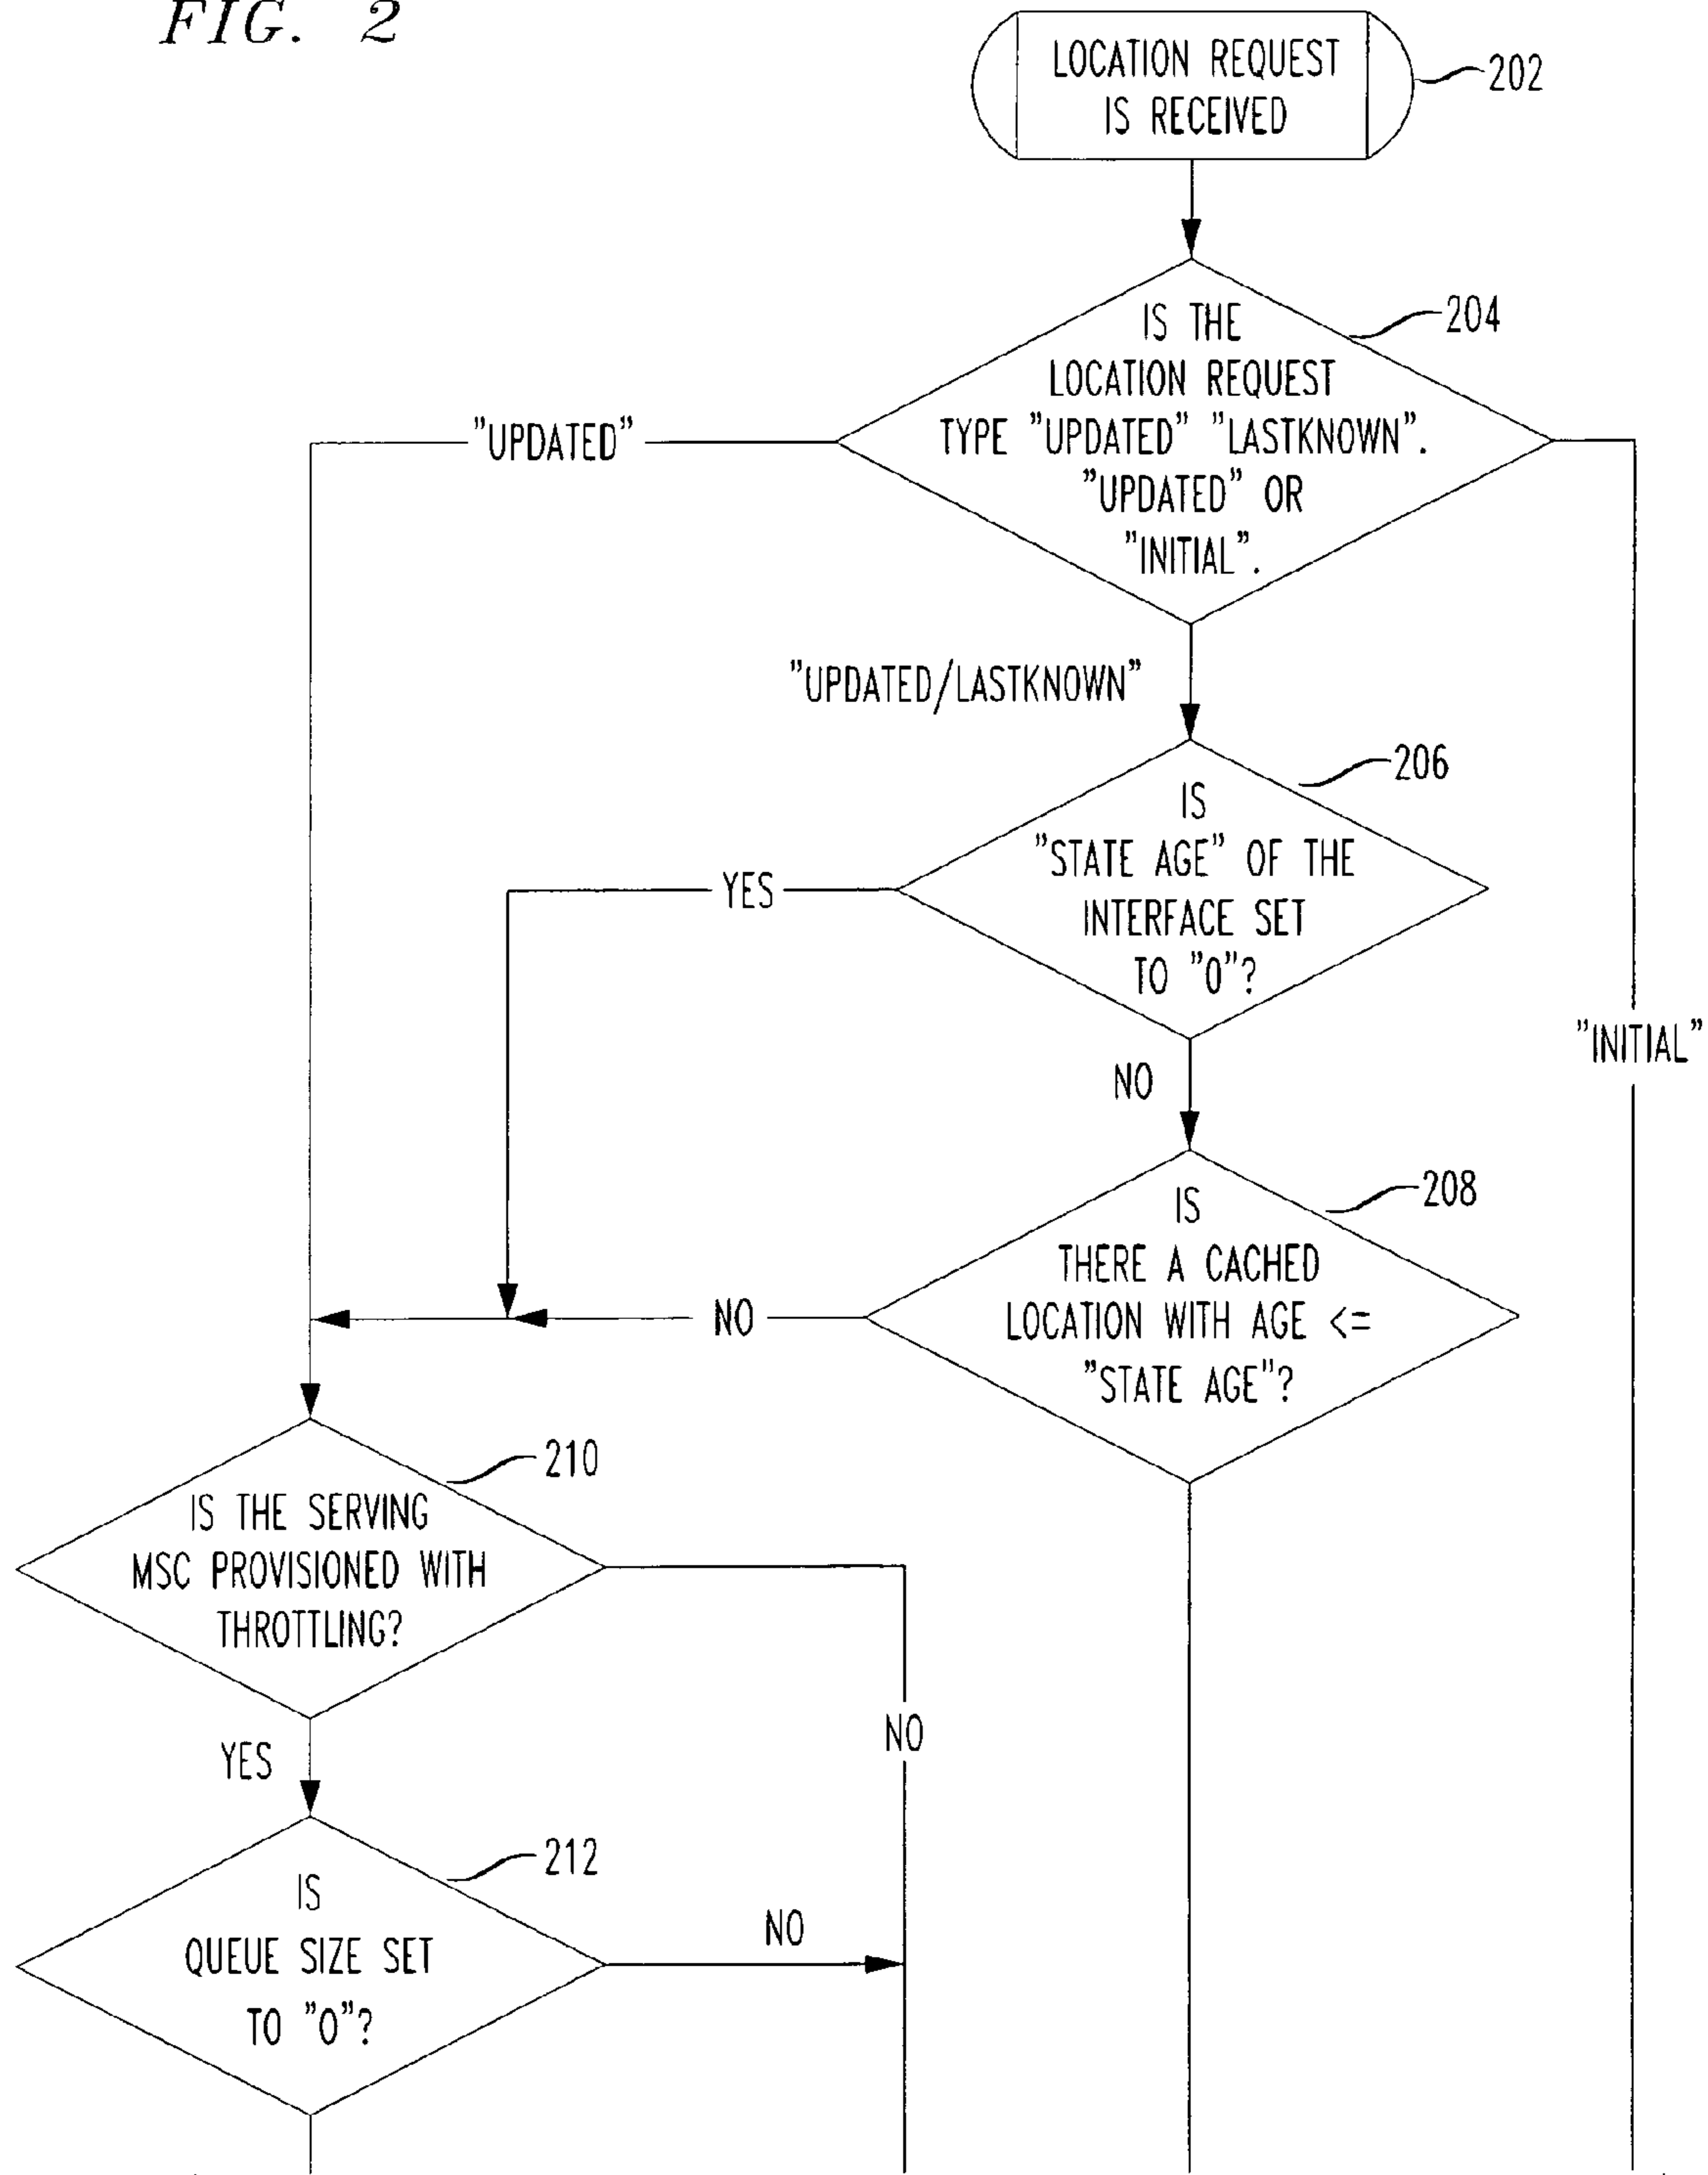 FIG. 2
LOCATION REQUEST
IS RECEIVED
202
IS THE
LOCATION REQUEST
TYPE "UPDATED" "LASTKNOWN".
"UPDATED" OR
"INITIAL".
204
"UPDATED"
"UPDATED/LASTKNOWN"
206
IS
"STATE AGE" OF THE
INTERFACE SET
TO "0"?
YES
"INITIAL"
NO
208
IS
THERE A CACHED
LOCATION WITH AGE <=
"STATE AGE"?
NO
210
IS THE SERVING
MSC PROVISIONED WITH
THROTTLING?
NO
YES
212
IS
QUEUE SIZE SET
TO "0"?
NO